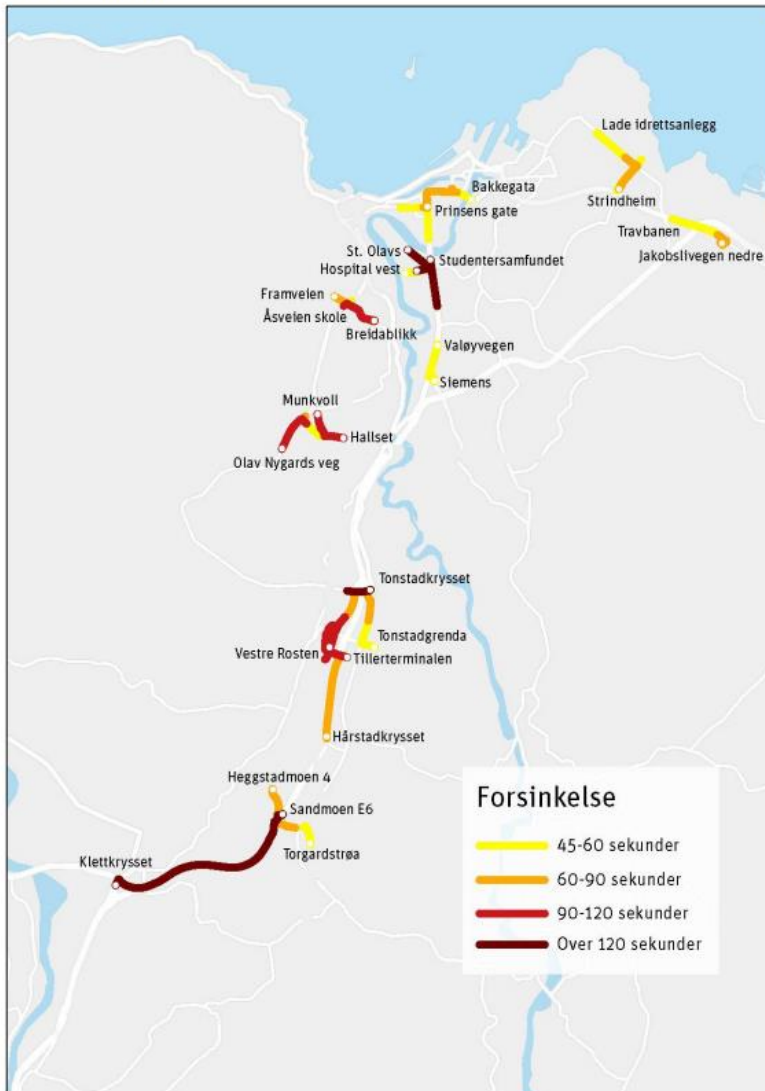 Lade idrettsanlegg
Bakkegata
Strindheim
Prinsens gate
Travbanen
St. Olavs
Studentersamfundet
Jakobslivegen nedre
Hospital vest
Framveien
Åsveien skole
Breidablikk
Valøyvegen
Siemens
Munkvoll
Hallset
Olav Nygards veg
Tonstadkrysset
Tonstadgrenda
Vestre Rosten
Tillerterminalen
Hårstadkrysset
Heggstadmoen 4
Sandmoen E6
Torgardstrøa
Klettkrysset
Forsinkelse
45-60 sekunder
60-90 sekunder
90-120 sekunder
Over 120 sekunder